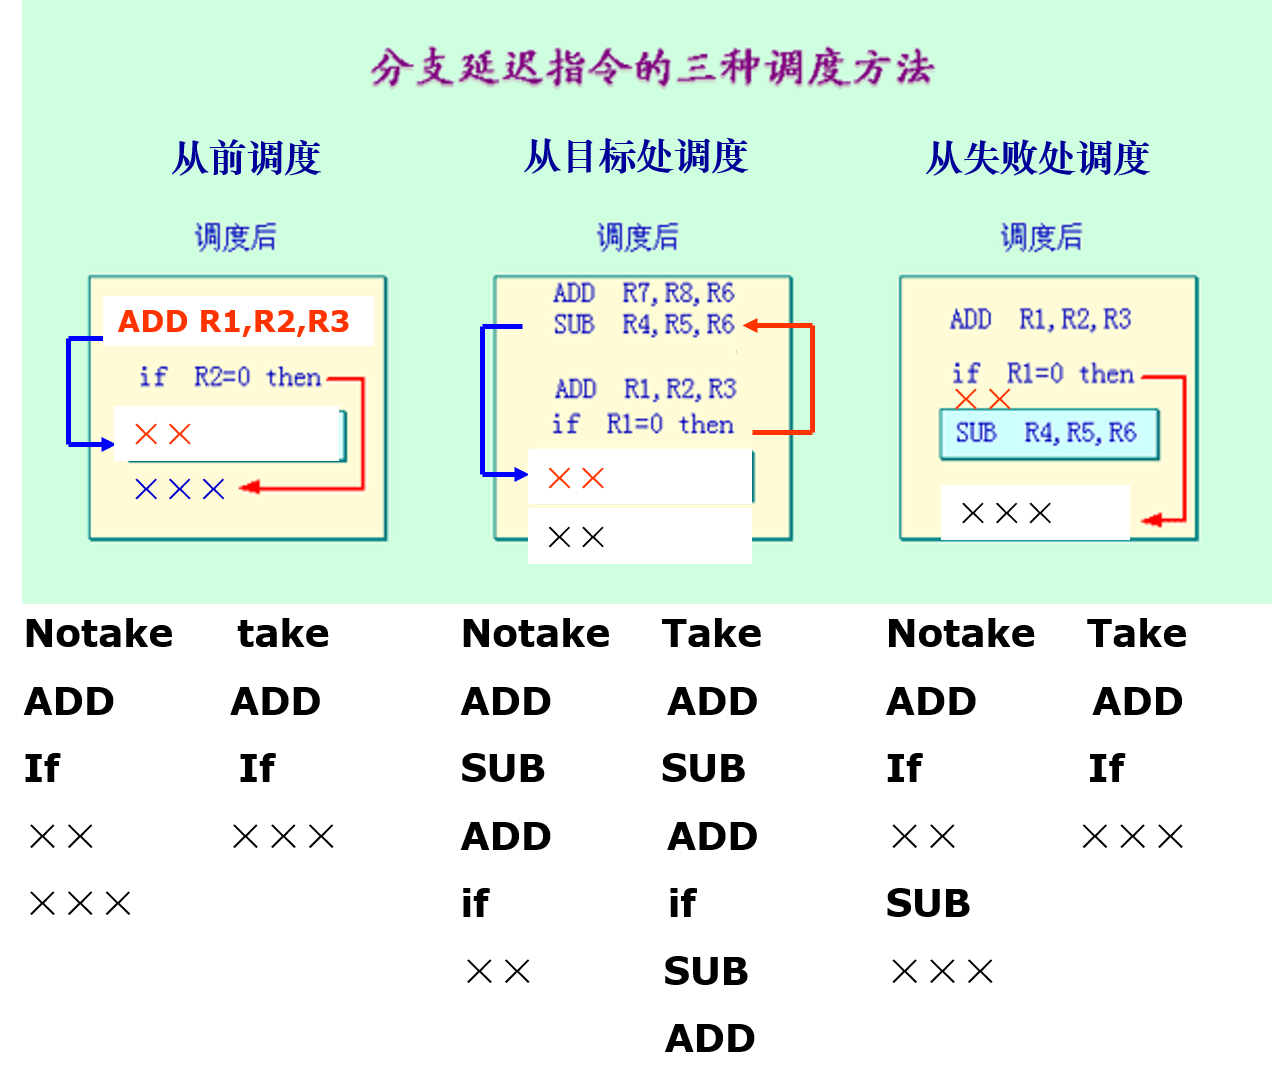 分支延迟指令的三种调度方法
从前调度
调度后
ADD R1,R2,R3
if R2=0 then
××
×××
从目标处调度
调度后
ADD R7,R8,R6
SUB R4,R5,R6
ADD R1,R2,R3
if R1=0 then
××
××
从失败处调度
调度后
ADD R1,R2,R3
if R1=0 then
××
SUB R4,R5,R6
×××
Notake take Notake Take Notake Take
ADD ADD ADD ADD ADD ADD
If If SUB SUB If If
×× ××× ADD ADD ×× ×××
××× if if SUB
×× SUB ×××
ADD